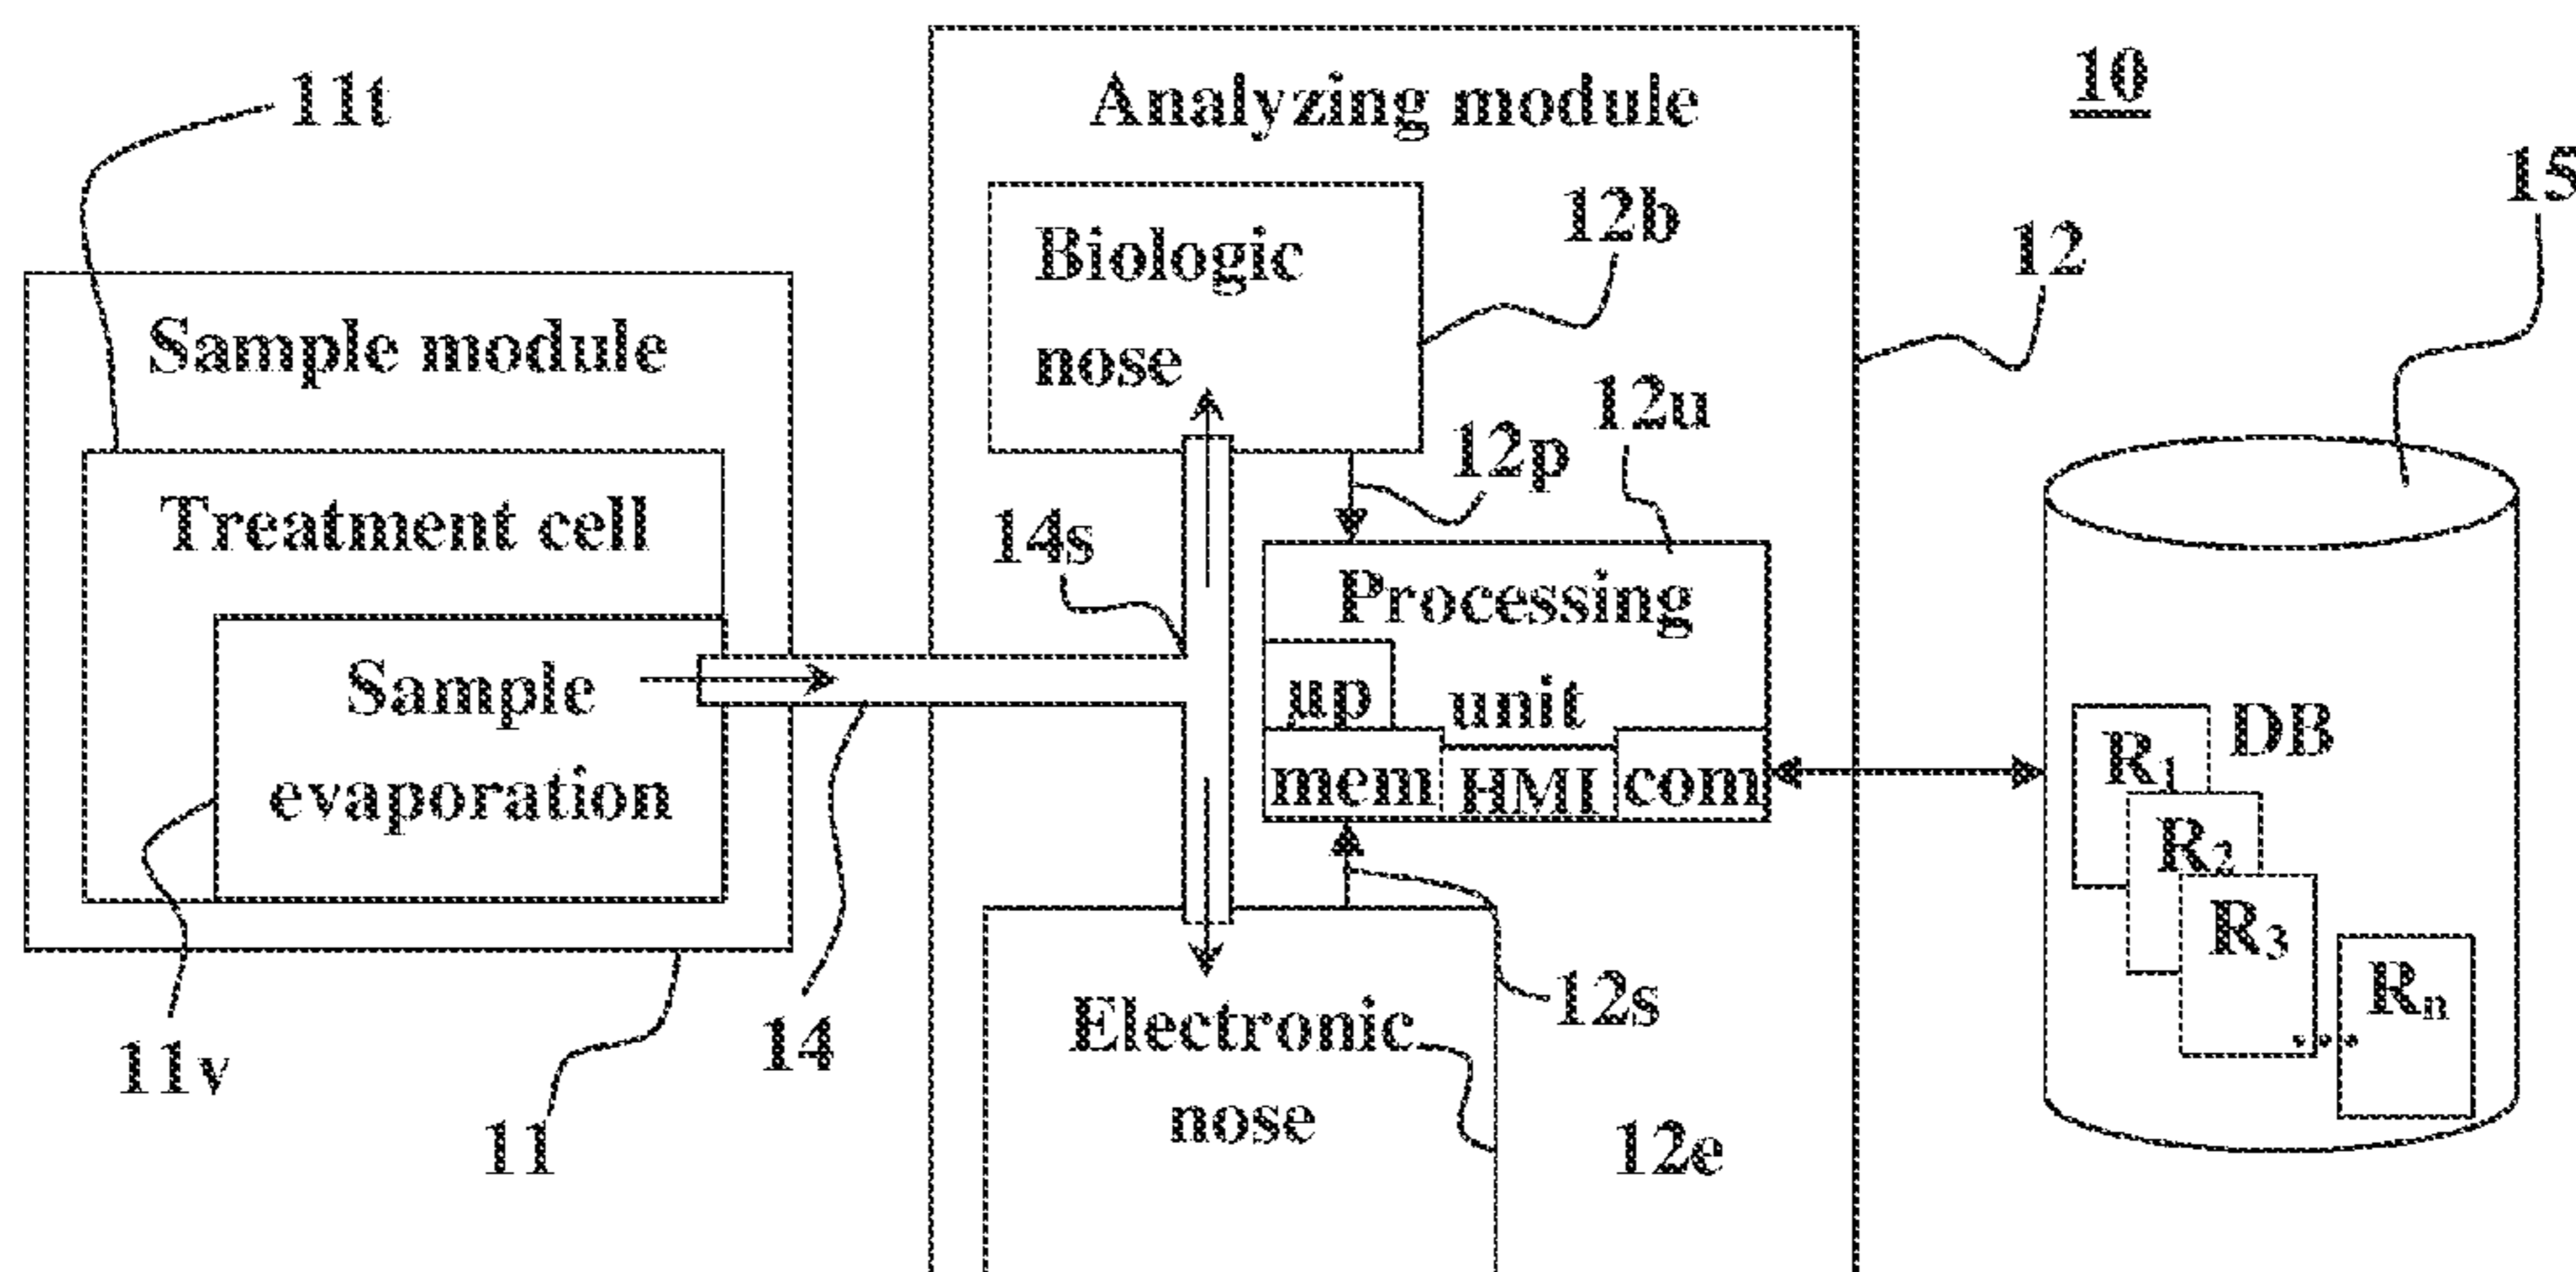 10
11t
Analyzing module
15
12b
12
Biologic
nose
Sample module
12u
12p
Treatment cell
14s
Processing
unit
Sample
evaporation
µp
mem
HMI
com
DB
R1
R2
R3
...
Rn
12s
Electronic
nose
14
11v
11
12e